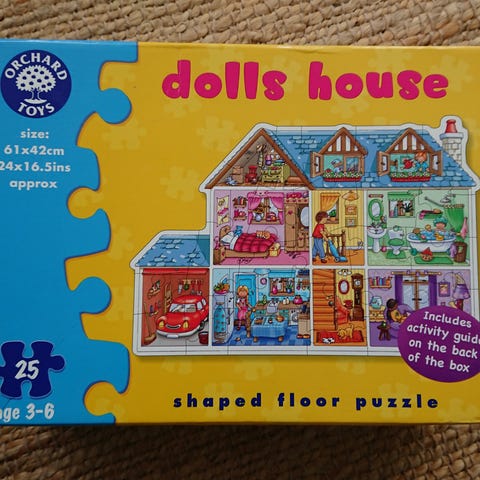 ORCHARD
TOYS
dolls house
size:
61x42cm
24x16.5ins
approx
Includes
activity guide
on the back
of the box
25
age 3-6
shaped floor puzzle